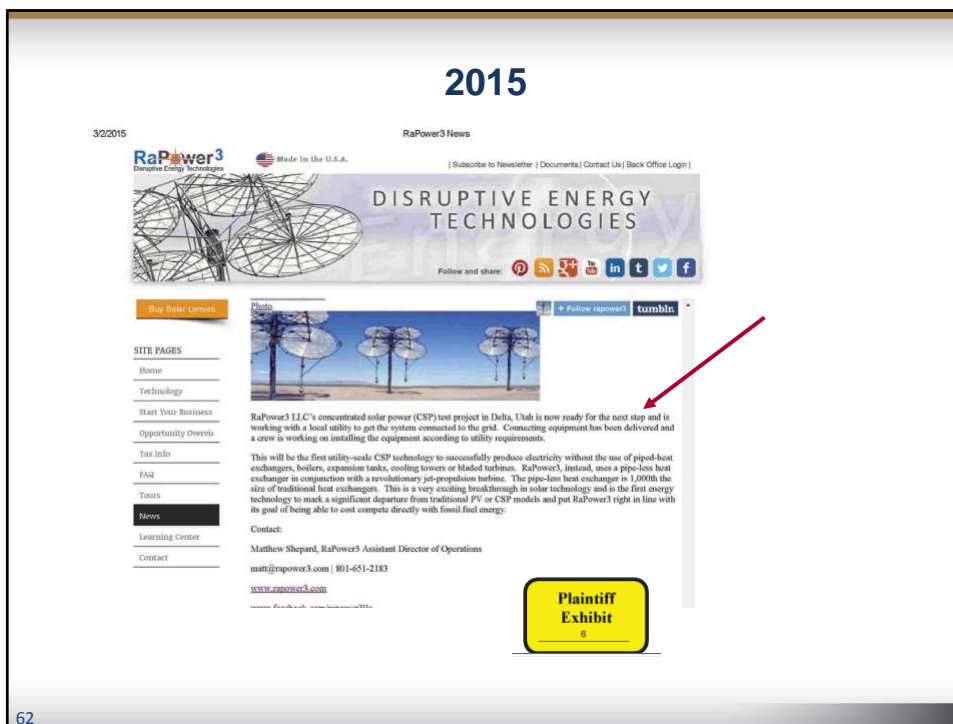 2015
3/2/2015
RaPower3 News
RaPower3
Disruptive Energy Technologies
Made in the U.S.A.
| Subscribe to Newsletter | Documents | Contact Us | Back Office Login |
DISRUPTIVE ENERGY
TECHNOLOGIES
Follow and share:
You
Tube
in
t
f
Buy Solar Lenses
SITE PAGES
Home
Technology
Start Your Business
Opportunity Overvie
Tax Info
FAQ
Tours
News
Learning Center
Contact
Photo
+ Follow rapower3
tumblr.
RaPower3 LLC's concentrated solar power (CSP) test project in Delta, Utah is now ready for the next step and is
working with a local utility to get the system connected to the grid. Connecting equipment has been delivered and
a crew is working on installing the equipment according to utility requirements.
This will be the first utility-scale CSP technology to successfully produce electricity without the use of piped-heat
exchangers, boilers, expansion tanks, cooling towers or bladed turbines. RaPower3, instead, uses a pipe-less heat
exchanger in conjunction with a revolutionary jet-propulsion turbine. The pipe-less heat exchanger is 1,000th the
size of traditional heat exchangers. This is a very exciting breakthrough in solar technology and is the first energy
technology to mark a significant departure from traditional PV or CSP models and put RaPower3 right in line with
its goal of being able to cost compete directly with fossil fuel energy.
Contact:
Matthew Shepard, RaPower3 Assistant Director of Operations
matt@rapower3.com | 801-651-2183
www.rapower3.com
Plaintiff
Exhibit
6
62